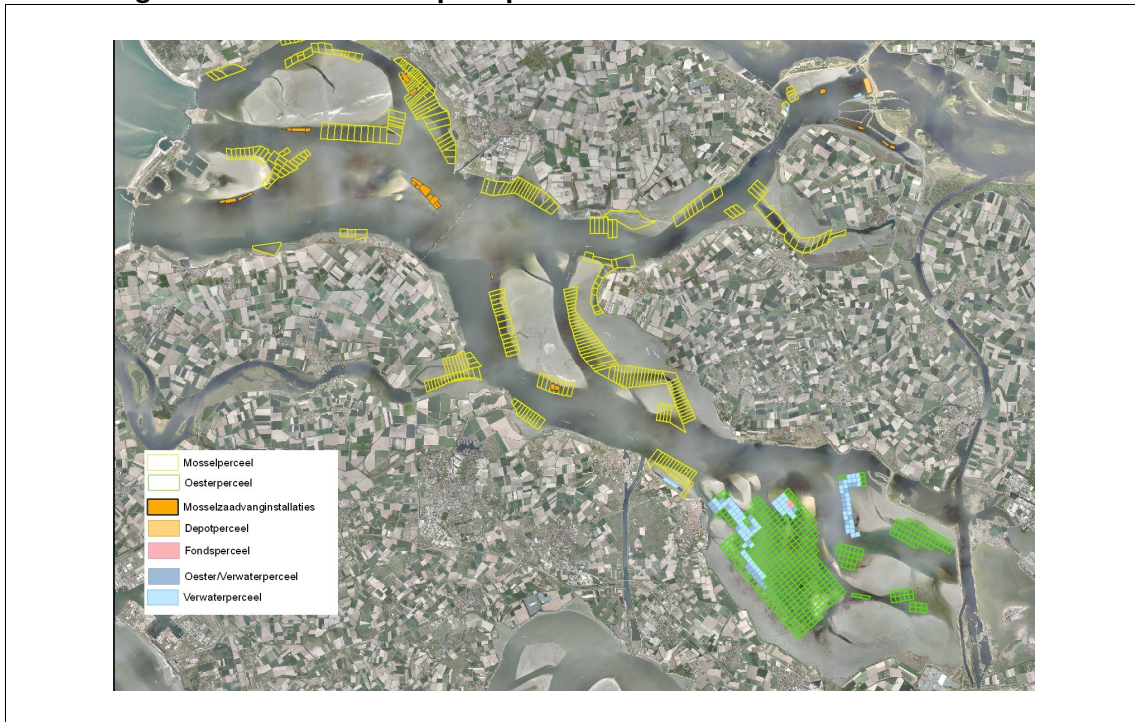 Mosselperceel
Oesterperceel
Mosselzaadvanginstallaties
Depotperceel
Fondsperceel
Oester/Verwaterperceel
Verwaterperceel